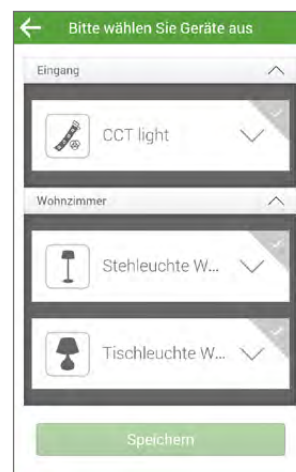 Bitte wählen Sie Geräte aus
Eingang
CCT light
Wohnzimmer
Stehleuchte W...
Tischleuchte W...
Speichern